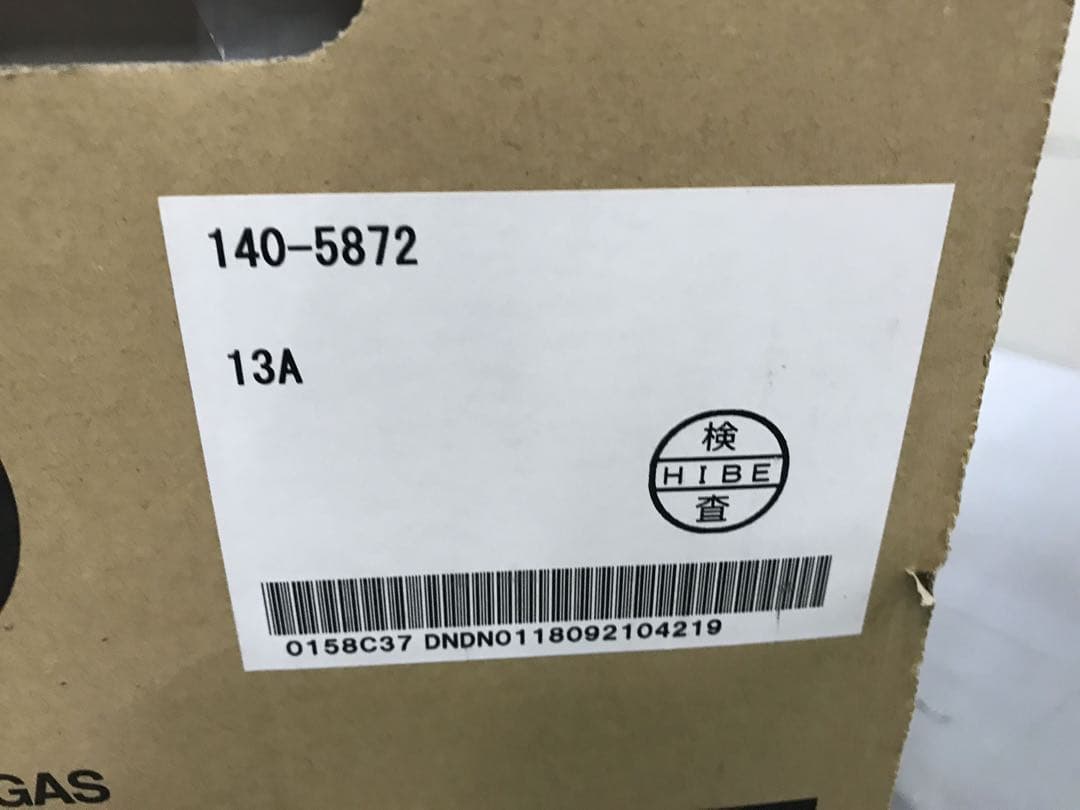 140-5872
13A
検
HIBE
査
0158C37 DNDN0118092104219
GAS